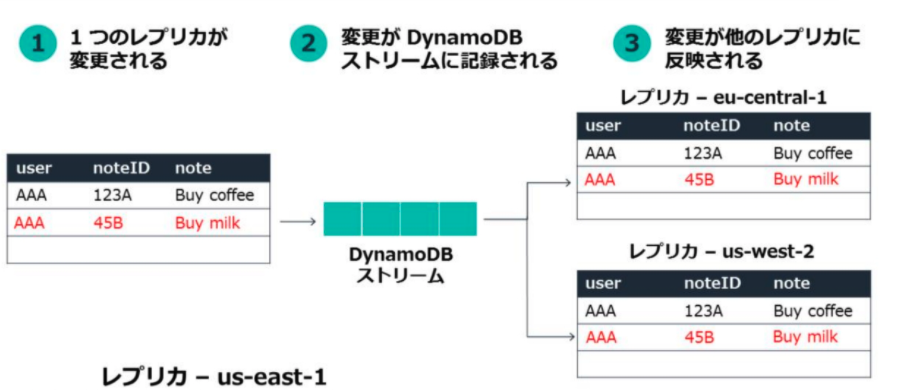 1
1 つのレプリカが
変更される
2
変更が DynamoDB
ストリームに記録される
3
変更が他のレプリカに
反映される
user noteID note
AAA 123A Buy coffee
AAA 45B Buy milk
レプリカ – us-east-1
DynamoDB
ストリーム
レプリカ – eu-central-1
user noteID note
AAA 123A Buy coffee
AAA 45B Buy milk
レプリカ – us-west-2
user noteID note
AAA 123A Buy coffee
AAA 45B Buy milk